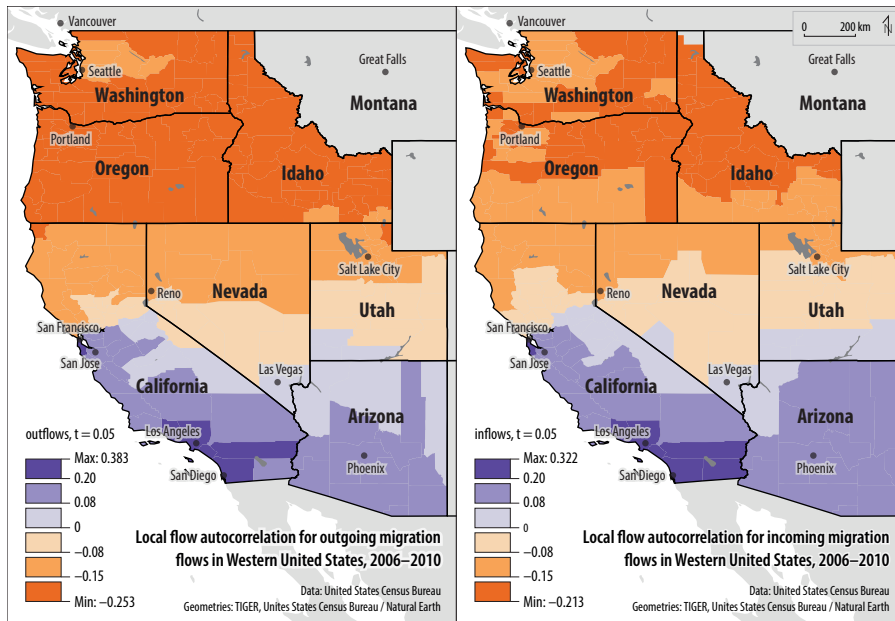 Vancouver
Seattle
Washington
Great Falls
Montana
Portland
Oregon
Idaho
Salt Lake City
Reno
Nevada
Utah
San Francisco
San Jose
Las Vegas
California
Arizona
Los Angeles
Phoenix
San Diego
outflows, t = 0.05
Max: 0.383
0.20
0.08
0
−0.08
−0.15
Min: −0.253
Local flow autocorrelation for outgoing migration
flows in Western United States, 2006–2010
Data: United States Census Bureau
Geometries: TIGER, Unites States Census Bureau / Natural Earth
Vancouver
0 200 km N
Seattle
Washington
Great Falls
Montana
Portland
Oregon
Idaho
Salt Lake City
Reno
Nevada
Utah
San Francisco
San Jose
Las Vegas
California
Arizona
Los Angeles
Phoenix
San Diego
inflows, t = 0.05
Max: 0.322
0.20
0.08
0
−0.08
−0.15
Min: −0.213
Local flow autocorrelation for incoming migration
flows in Western United States, 2006–2010
Data: United States Census Bureau
Geometries: TIGER, Unites States Census Bureau / Natural Earth